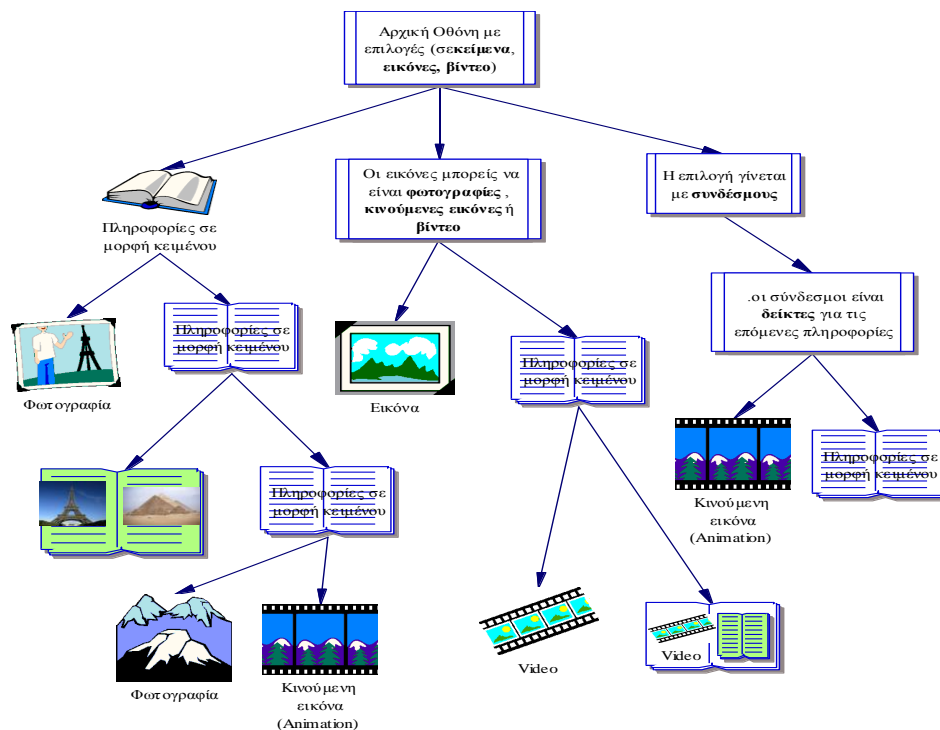 Αρχική Οθόνη με
επιλογές (σεκείμενα,
εικόνες, βίντεο)
Πληροφορίες σε
μορφή κειμένου
Οι εικόνες μπορείς να
είναι φωτογραφίες ,
κινούμενες εικόνες ή
βίντεο
Η επιλογή γίνεται
με συνδέσμους
Φωτογραφία
Πληροφορίες σε
μορφή κειμένου
Εικόνα
Πληροφορίες σε
μορφή κειμένου
.οι σύνδεσμοι είναι
δείκτες για τις
επόμενες πληροφορίες
Πληροφορίες σε
μορφή κειμένου
Κινούμενη
εικόνα
(Animation)
Πληροφορίες σε
μορφή κειμένου
Φωτογραφία
Κινούμενη
εικόνα
(Animation)
Video
Video